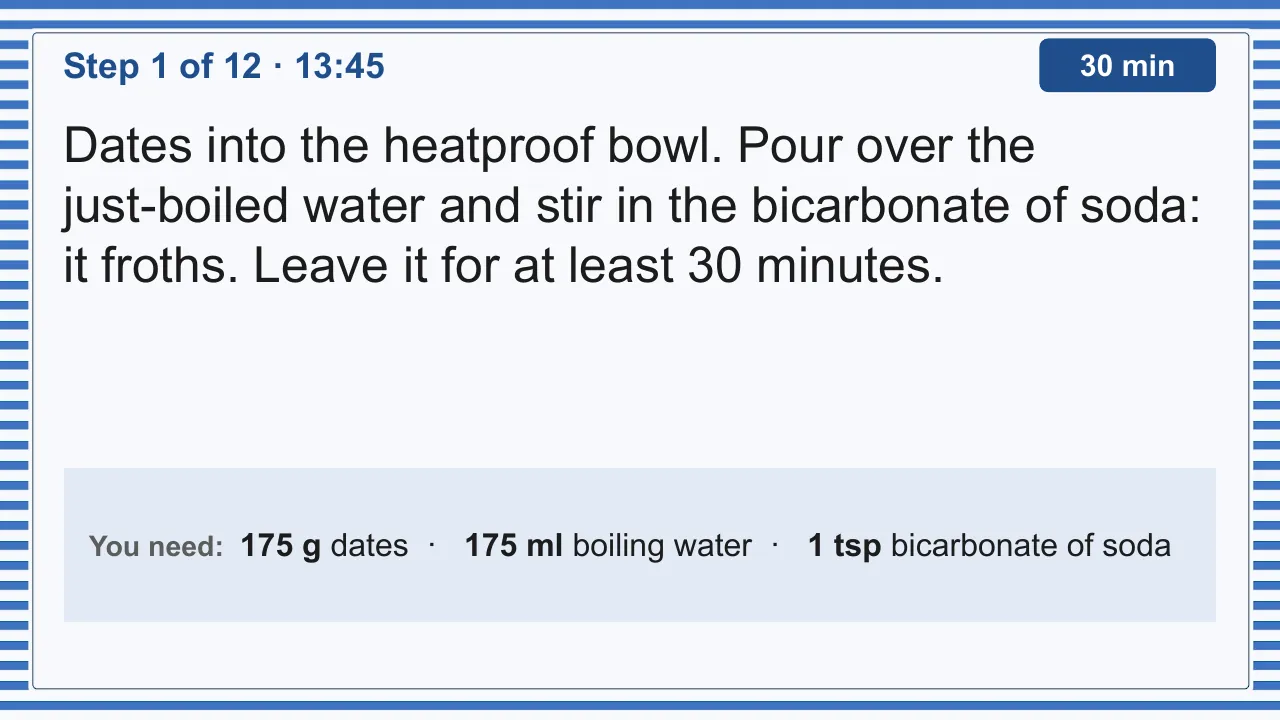 Step 1 of 12 · 13:45
30 min
Dates into the heatproof bowl. Pour over the
just-boiled water and stir in the bicarbonate of soda:
it froths. Leave it for at least 30 minutes.
You need: 175 g dates · 175 ml boiling water · 1 tsp bicarbonate of soda